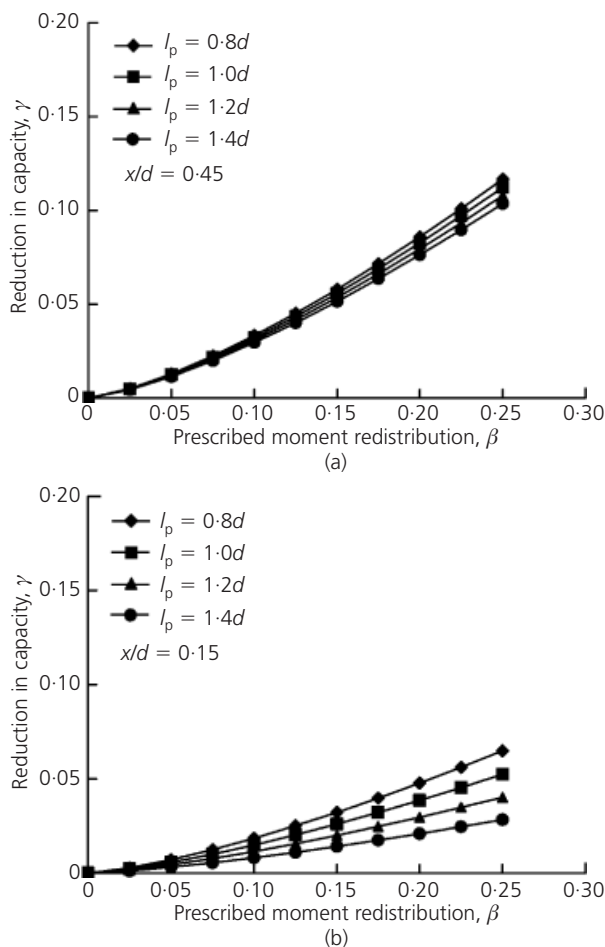 0·20
0·15
0·10
0·05
0
Reduction in capacity, γ
lp = 0·8d
lp = 1·0d
lp = 1·2d
lp = 1·4d
x/d = 0·45
0 0·05 0·10 0·15 0·20 0·25 0·30
Prescribed moment redistribution, β
(a)
0·20
0·15
0·10
0·05
0
Reduction in capacity, γ
lp = 0·8d
lp = 1·0d
lp = 1·2d
lp = 1·4d
x/d = 0·15
0 0·05 0·10 0·15 0·20 0·25 0·30
Prescribed moment redistribution, β
(b)